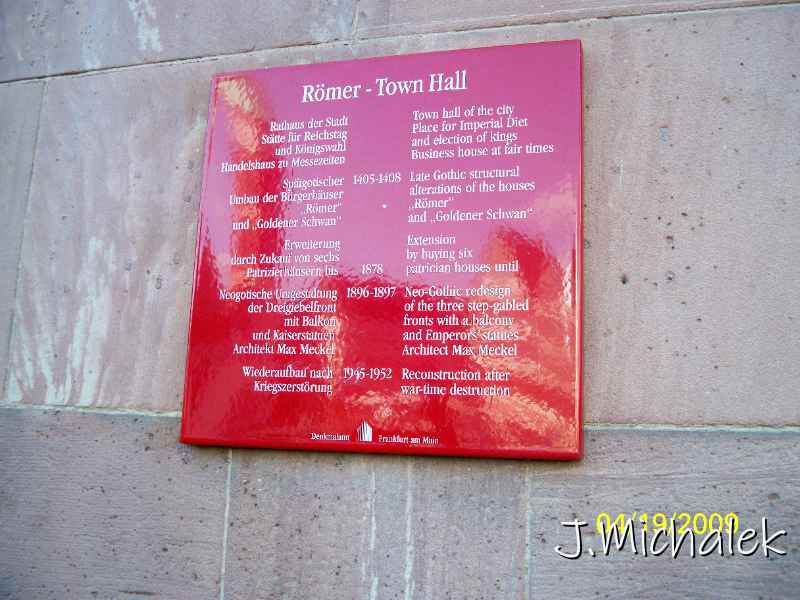 Römer - Town Hall
Rathaus der Stadt
Stätte für Reichstag
und Königswahl
Handelshaus zu Messezeiten
Town hall of the city
Place for Imperial Diet
and election of kings
Business house at fair times
Spätgotischer
Umbau der Bürgerhäuser
„Römer“
und „Goldener Schwan“
1405-1408
Late Gothic structural
alterations of the houses
„Römer“
and „Goldener Schwan“
Erweiterung
durch Zukauf von sechs
Patrizierhäusern bis
1878
Extension
by buying six
patrician houses until
Neogotische Umgestaltung
der Dreigiebelfront
mit Balkon
und Kaiserstatuen
Architekt Max Meckel
1896-1897
Neo-Gothic redesign
of the three step-gabled
fronts with a balcony
and Emperors' statues
Architect Max Meckel
Wiederaufbau nach
Kriegszerstörung
1945-1952
Reconstruction after
war-time destruction
Denkmalamt Frankfurt am Main
04/19/2009
J.Michalek